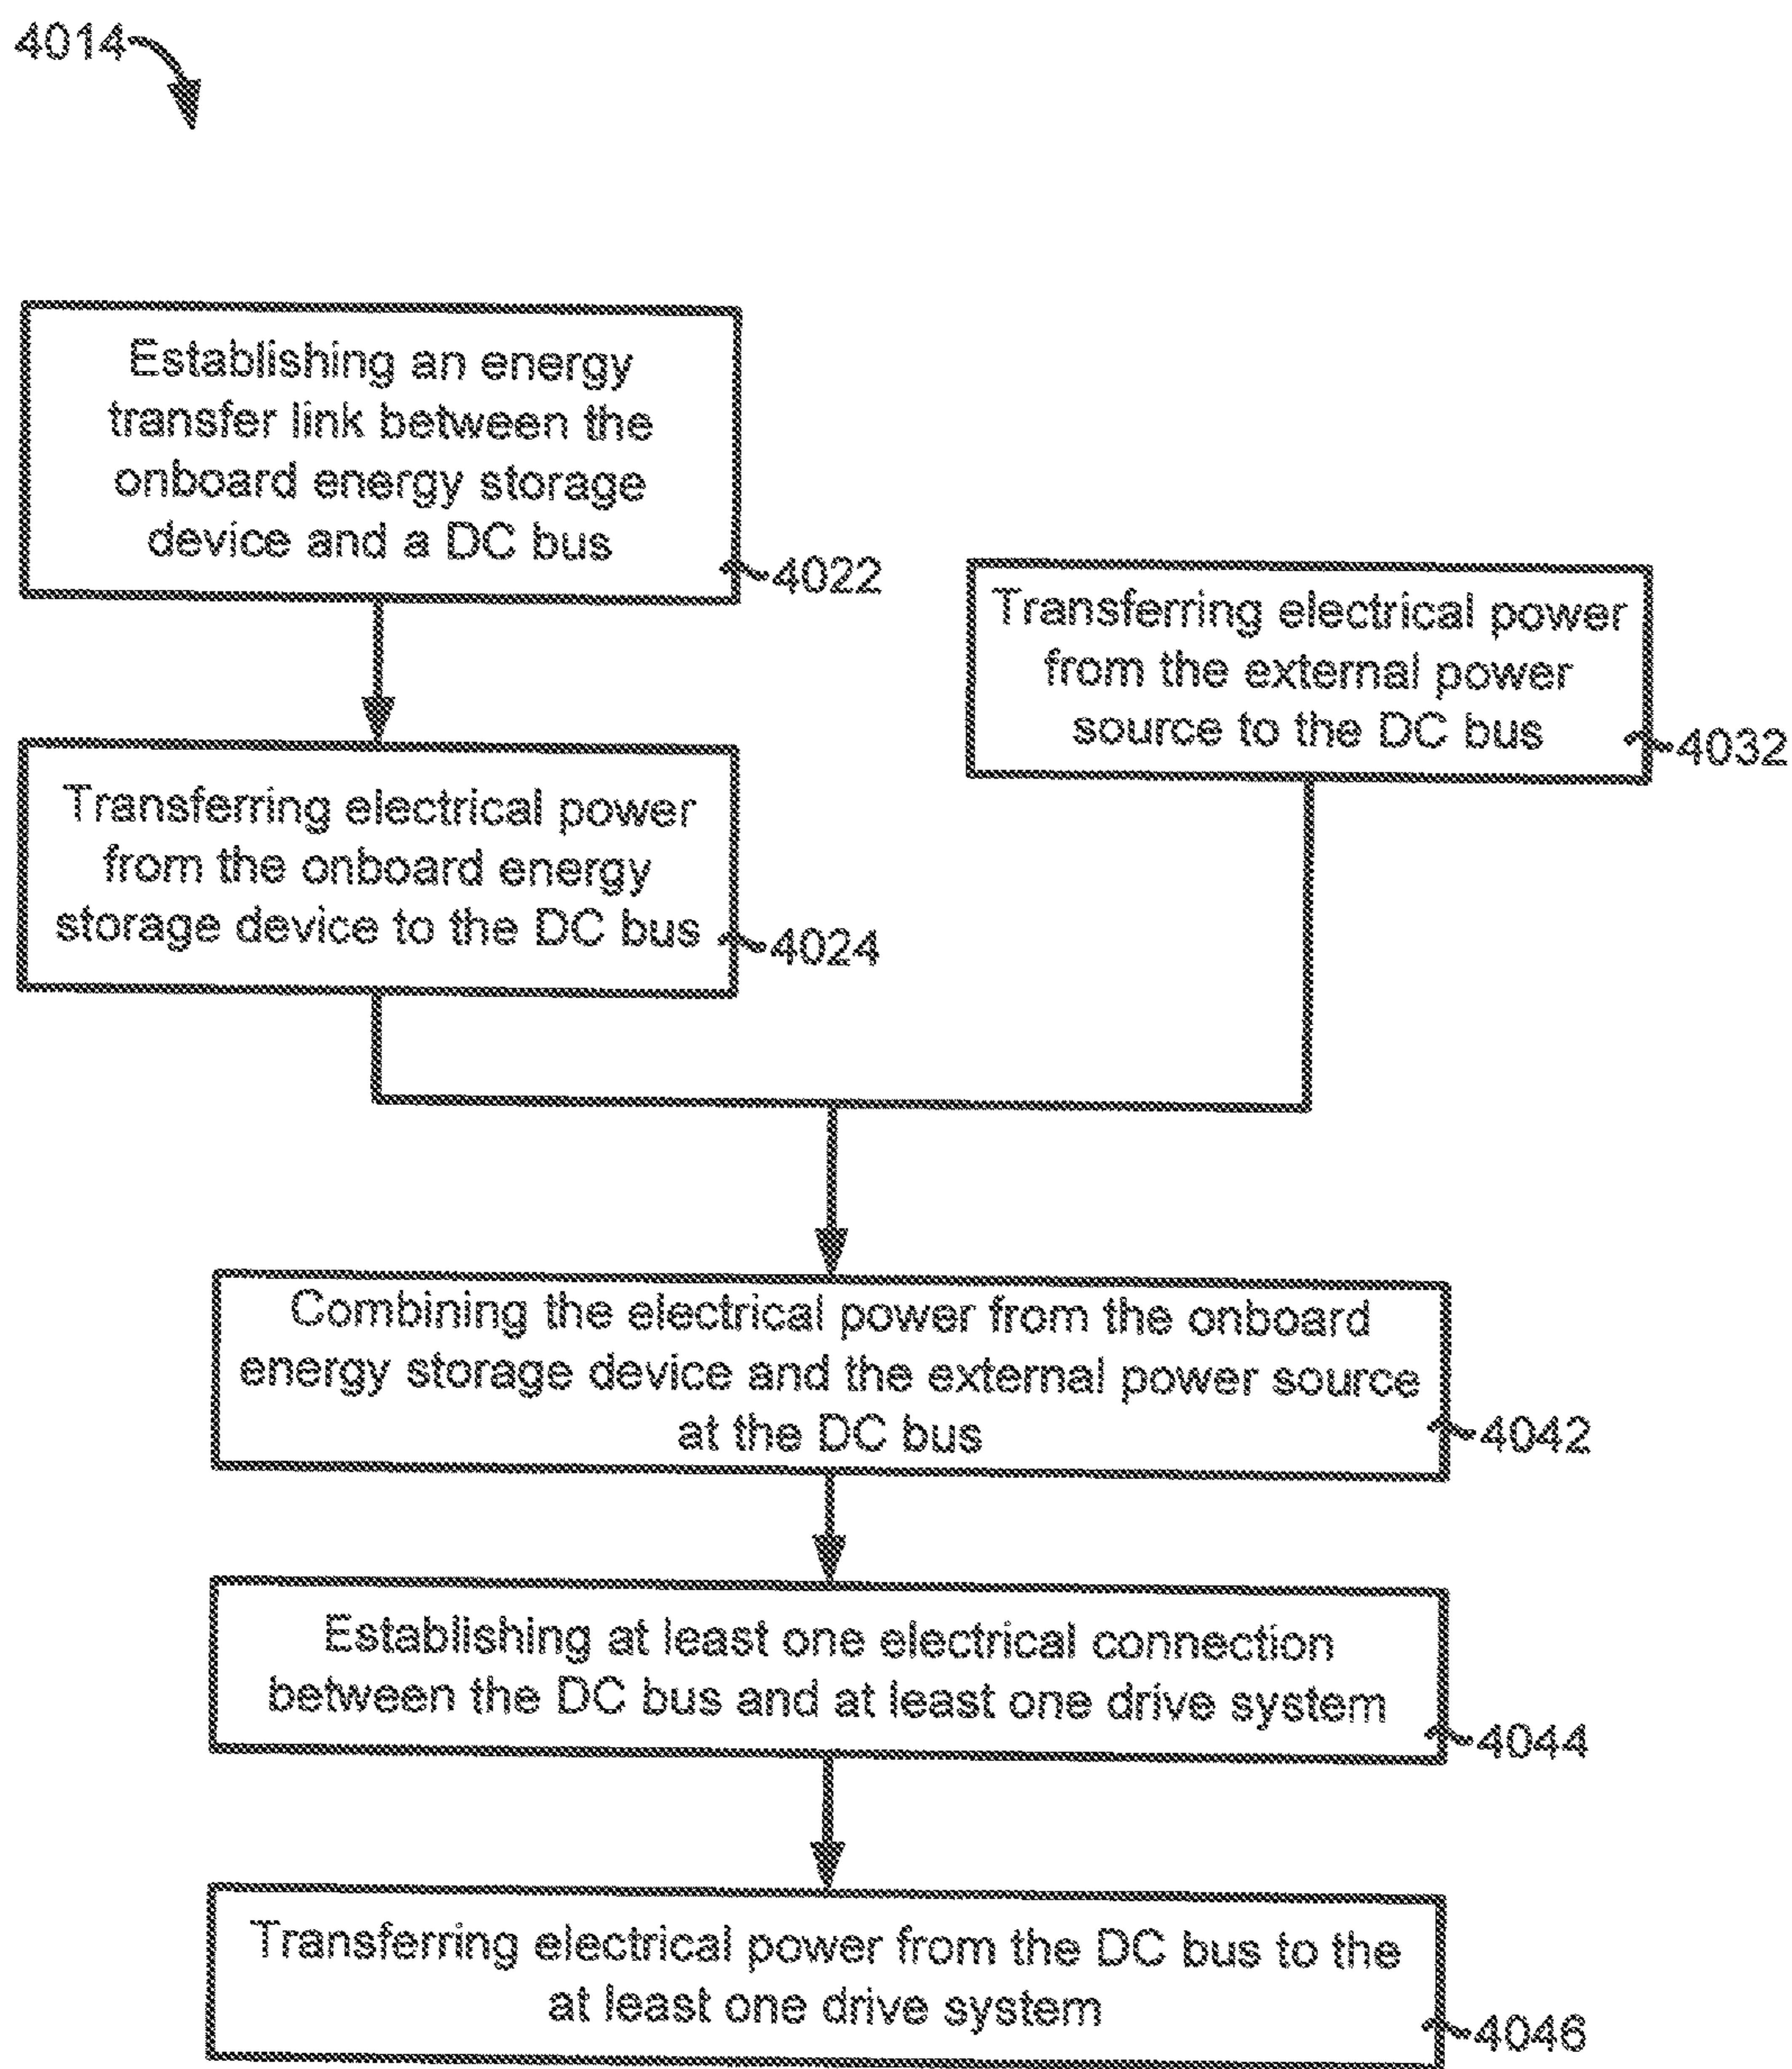 4014
Establishing an energy
transfer link between the
onboard energy storage
device and a DC bus
4022
Transferring electrical power
from the external power
source to the DC bus
4032
Transferring electrical power
from the onboard energy
storage device to the DC bus
4024
Combining the electrical power from the onboard
energy storage device and the external power source
at the DC bus
4042
Establishing at least one electrical connection
between the DC bus and at least one drive system
4044
Transferring electrical power from the DC bus to the
at least one drive system
4046